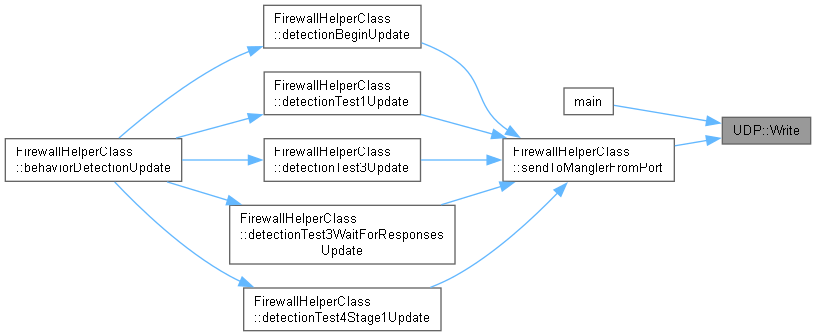 FirewallHelperClass
::detectionBeginUpdate
FirewallHelperClass
::detectionTest1Update
main
UDP::Write
FirewallHelperClass
::behaviorDetectionUpdate
FirewallHelperClass
::detectionTest3Update
FirewallHelperClass
::sendToManglerFromPort
FirewallHelperClass
::detectionTest3WaitForResponses
Update
FirewallHelperClass
::detectionTest4Stage1Update